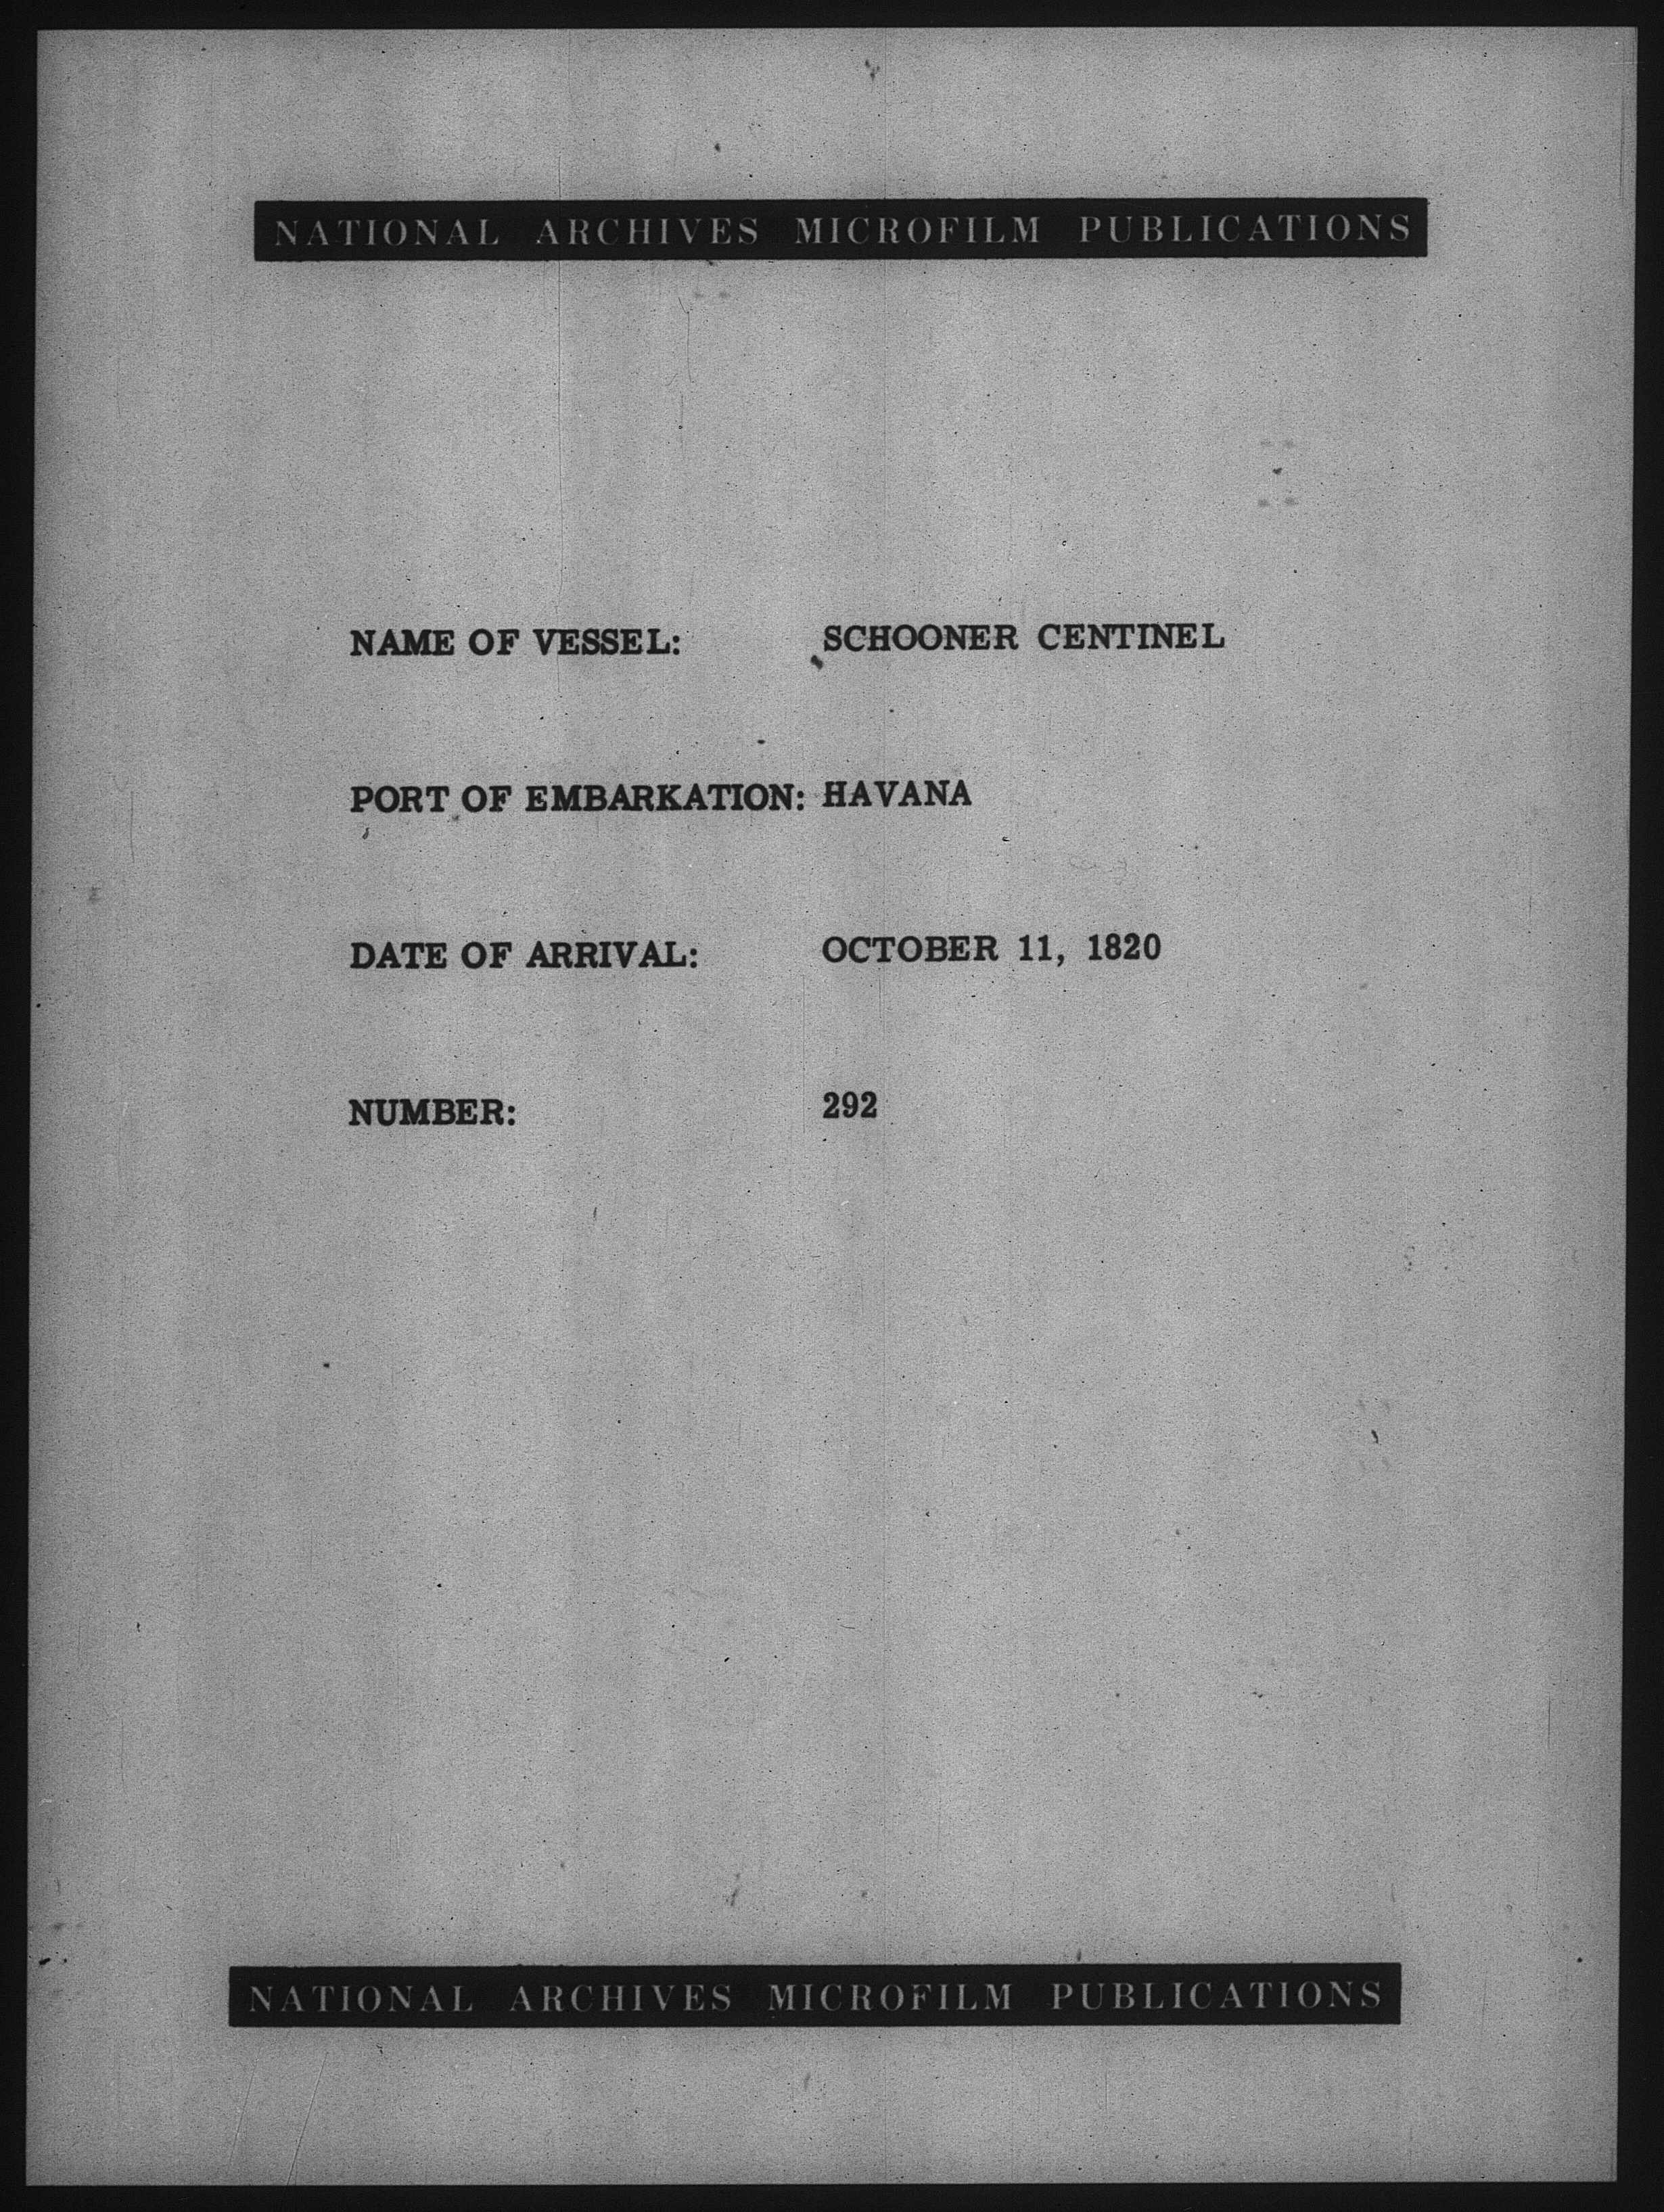 NATIONAL ARCHIVES MICROFILM PUBLICATIONS
NAME OF VESSEL: SCHOONER CENTINEL
PORT OF EMBARKATION: HAVANA
DATE OF ARRIVAL: OCTOBER 11, 1820
NUMBER: 292
NATIONAL ARCHIVES MICROFILM PUBLICATIONS